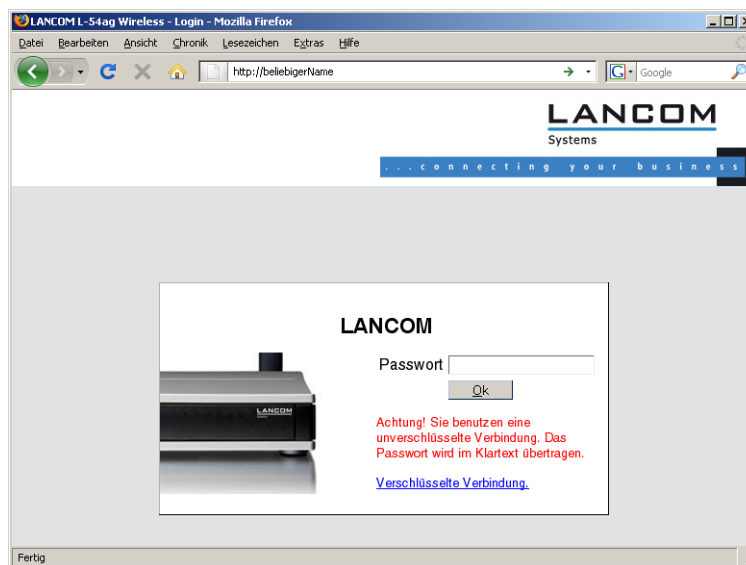 LANCOM L-54ag Wireless - Login - Mozilla Firefox
Datei Bearbeiten Ansicht Chronik Lesezeichen Extras Hilfe
http://beliebigerName
G Google
LANCOM
Systems
...connecting your business
LANCOM
Passwort
LANCOM
Ok
Achtung! Sie benutzen eine
unverschlüsselte Verbindung. Das
Passwort wird im Klartext übertragen.
Verschlüsselte Verbindung.
Fertig